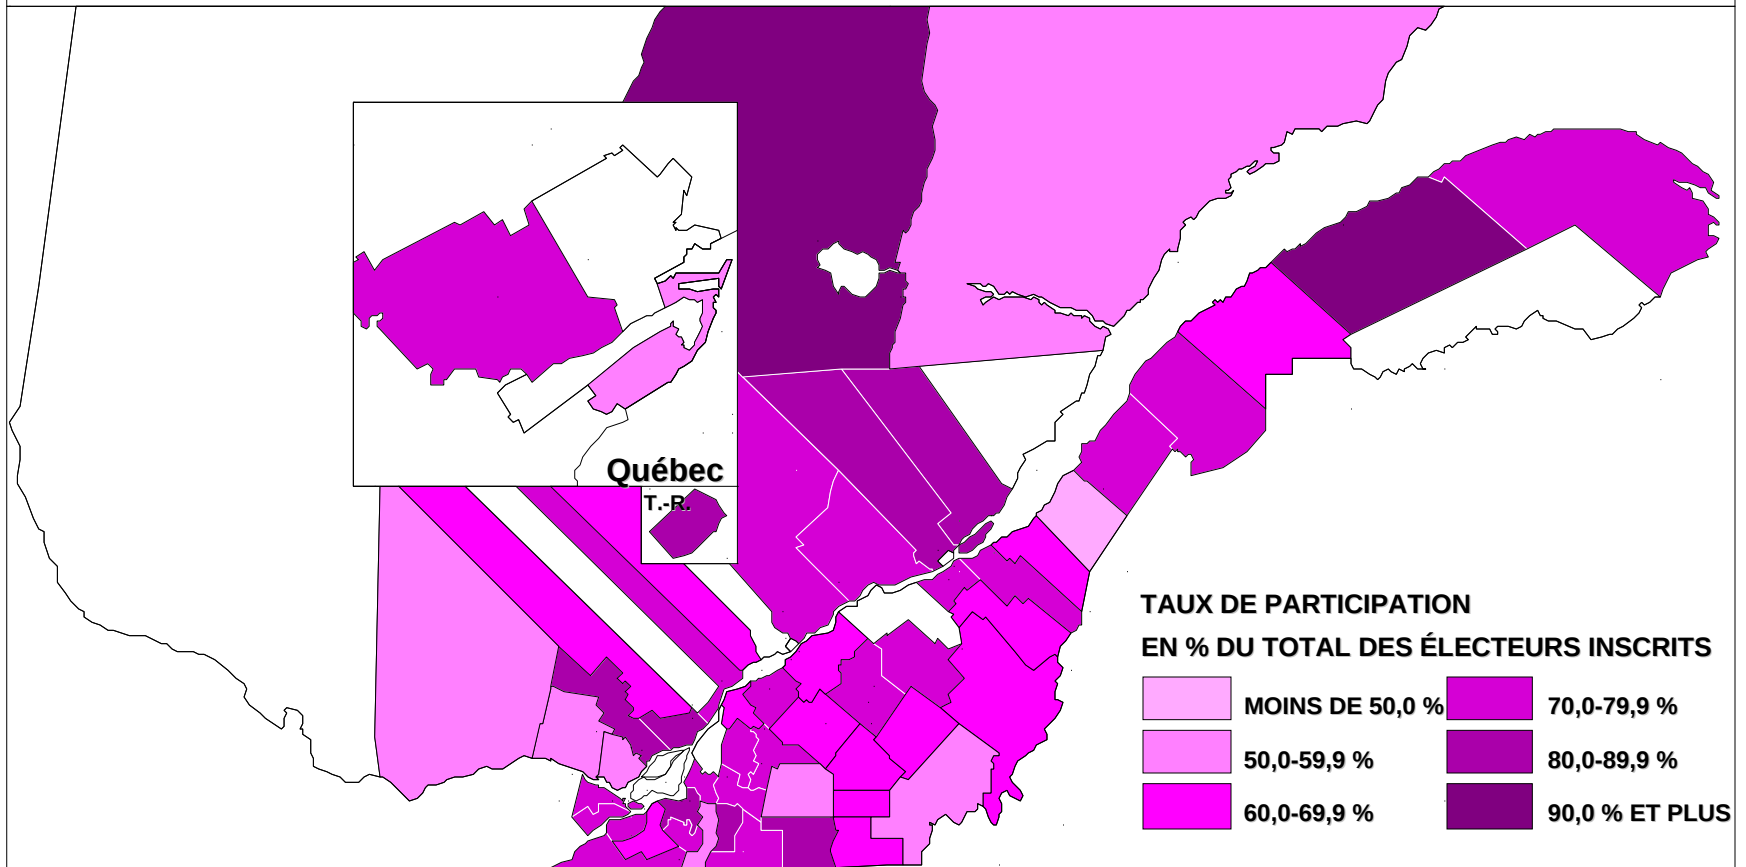 Québec
T.-R.
TAUX DE PARTICIPATION
EN % DU TOTAL DES ÉLECTEURS INSCRITS
MOINS DE 50,0 %
50,0-59,9 %
60,0-69,9 %
70,0-79,9 %
80,0-89,9 %
90,0 % ET PLUS